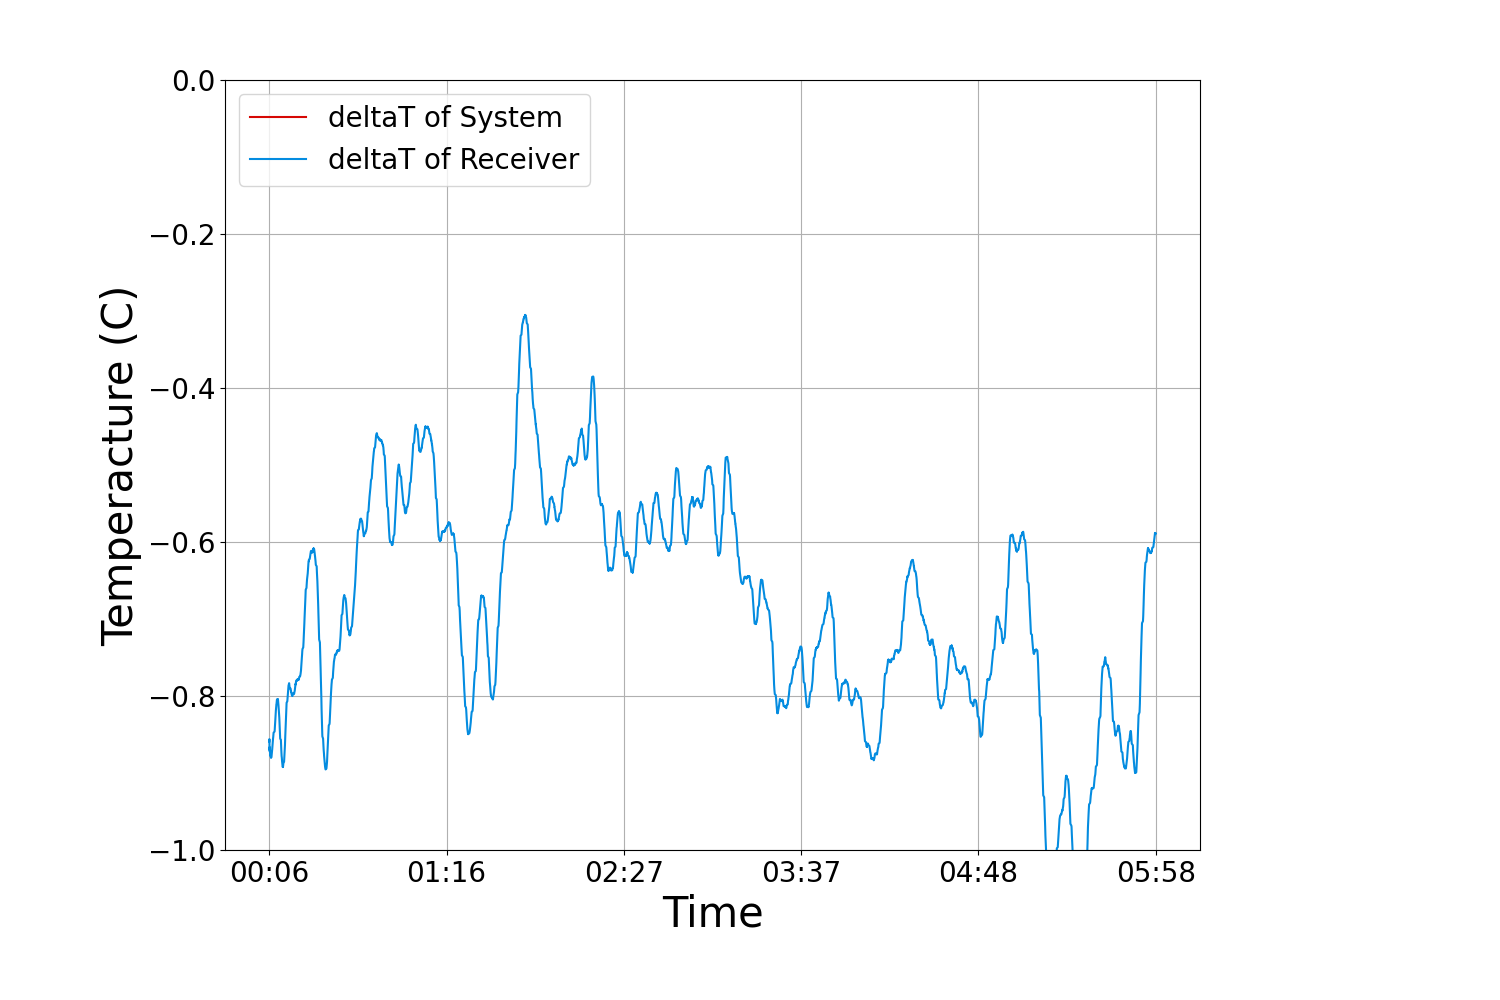 deltaT of System
deltaT of Receiver
0.0
−0.2
−0.4
−0.6
−0.8
−1.0
Temperacture (C)
00:06 01:16 02:27 03:37 04:48 05:58
Time